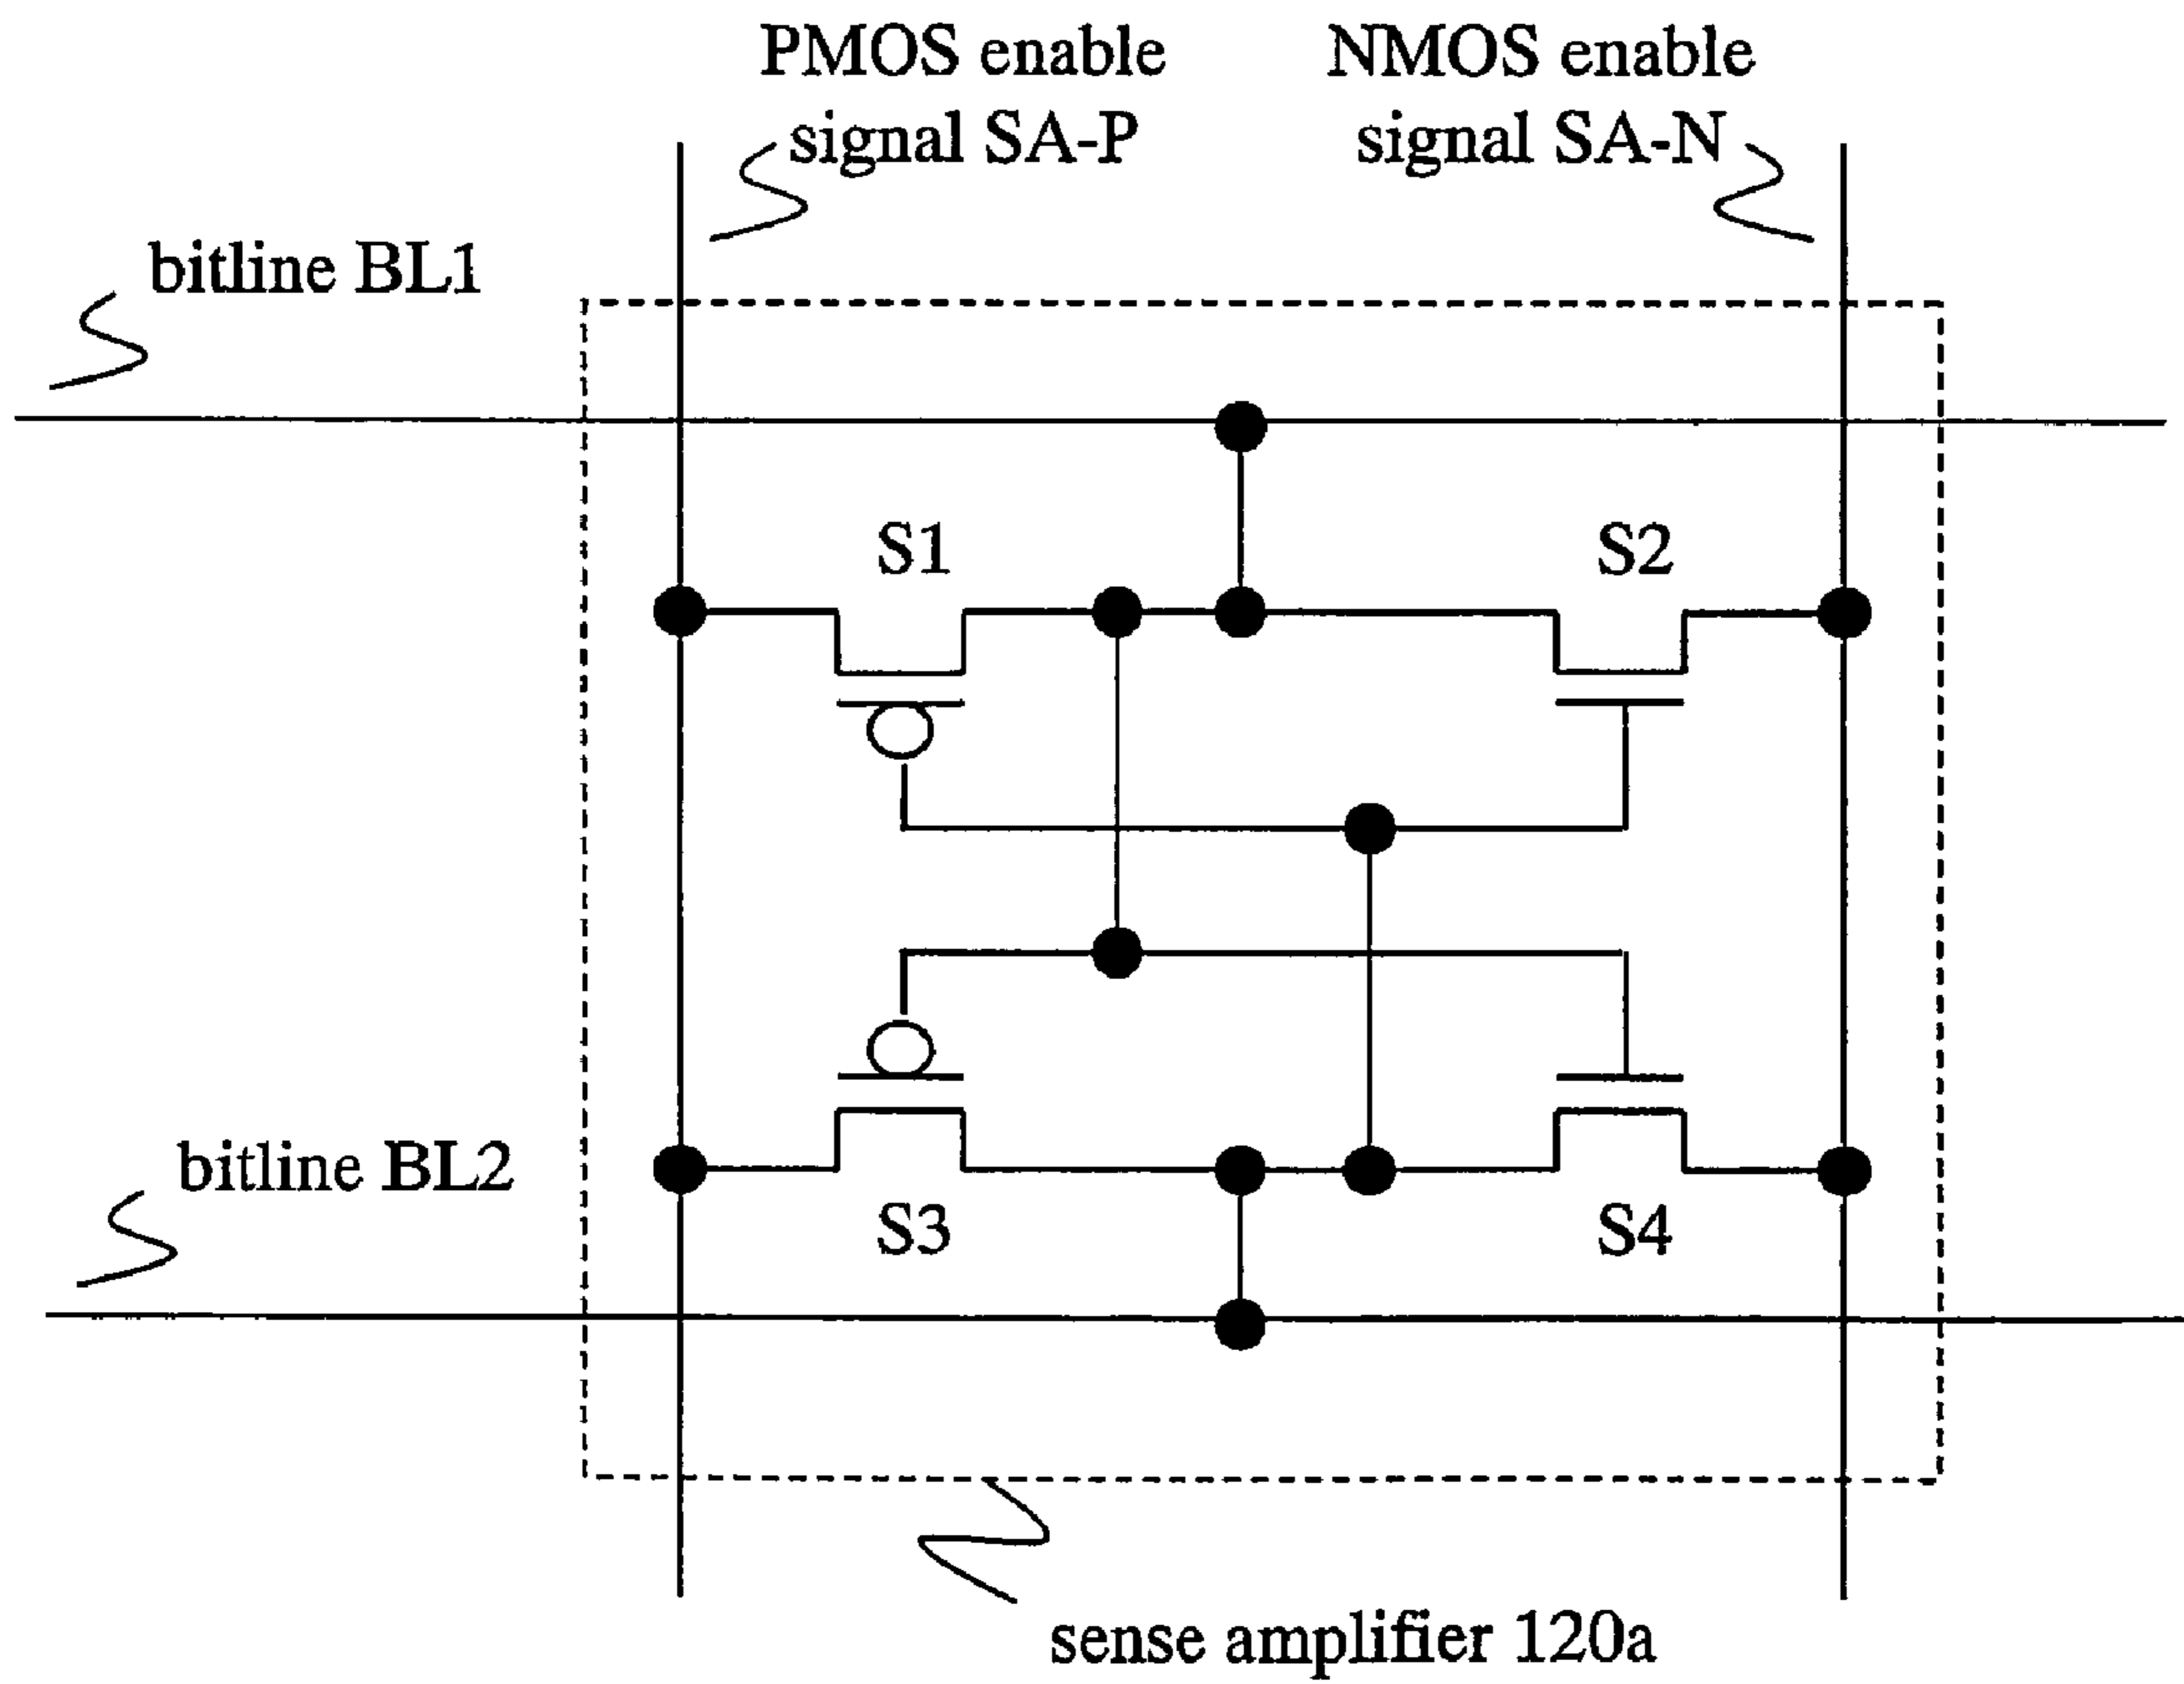 PMOS enable
signal SA-P
NMOS enable
signal SA-N
bitline BL1
S1
S2
bitline BL2
S3
S4
sense amplifier 120a